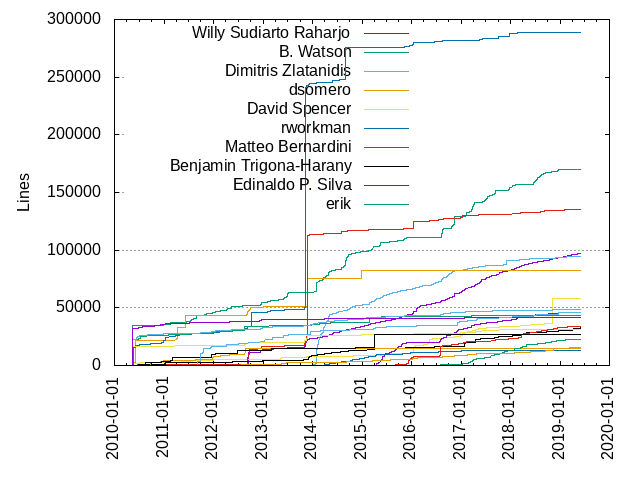 300000
250000
200000
150000
100000
50000
0
Lines
Willy Sudiarto Raharjo
B. Watson
Dimitris Zlatanidis
dsomero
David Spencer
rworkman
Matteo Bernardini
Benjamin Trigona-Harany
Edinaldo P. Silva
erik
2010-01-01
2011-01-01
2012-01-01
2013-01-01
2014-01-01
2015-01-01
2016-01-01
2017-01-01
2018-01-01
2019-01-01
2020-01-01